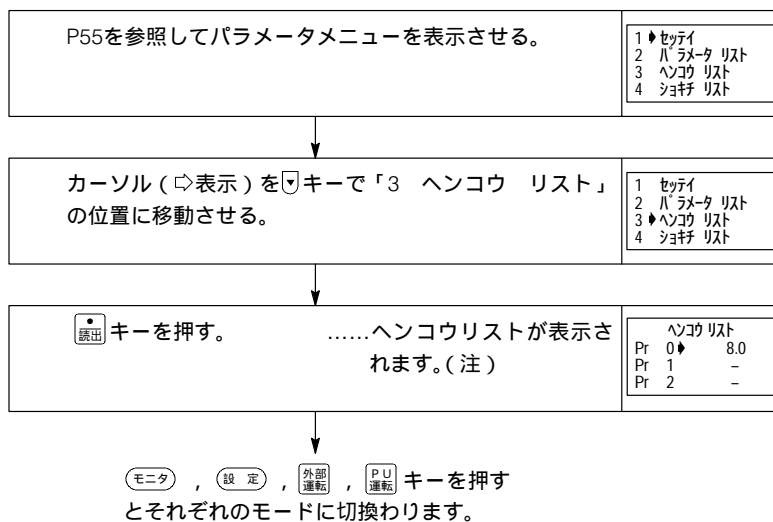 P55を参照してパラメータメニューを表示させる。
1 セッテイ
2 パラメータ リスト
3 ヘンコウ リスト
4 ショキチ リスト
カーソル(⇨表示)を▼キーで「3 ヘンコウ リスト」
の位置に移動させる。
1 セッテイ
2 パラメータ リスト
3 ヘンコウ リスト
4 ショキチ リスト
読出 キーを押す。 ……ヘンコウリストが表示さ
れます。(注)
ヘンコウ リスト
Pr 0 8.0
Pr 1 −
Pr 2 −
モニタ , 設 定 , 外部運転 , PU運転 キーを押す
とそれぞれのモードに切換わります。